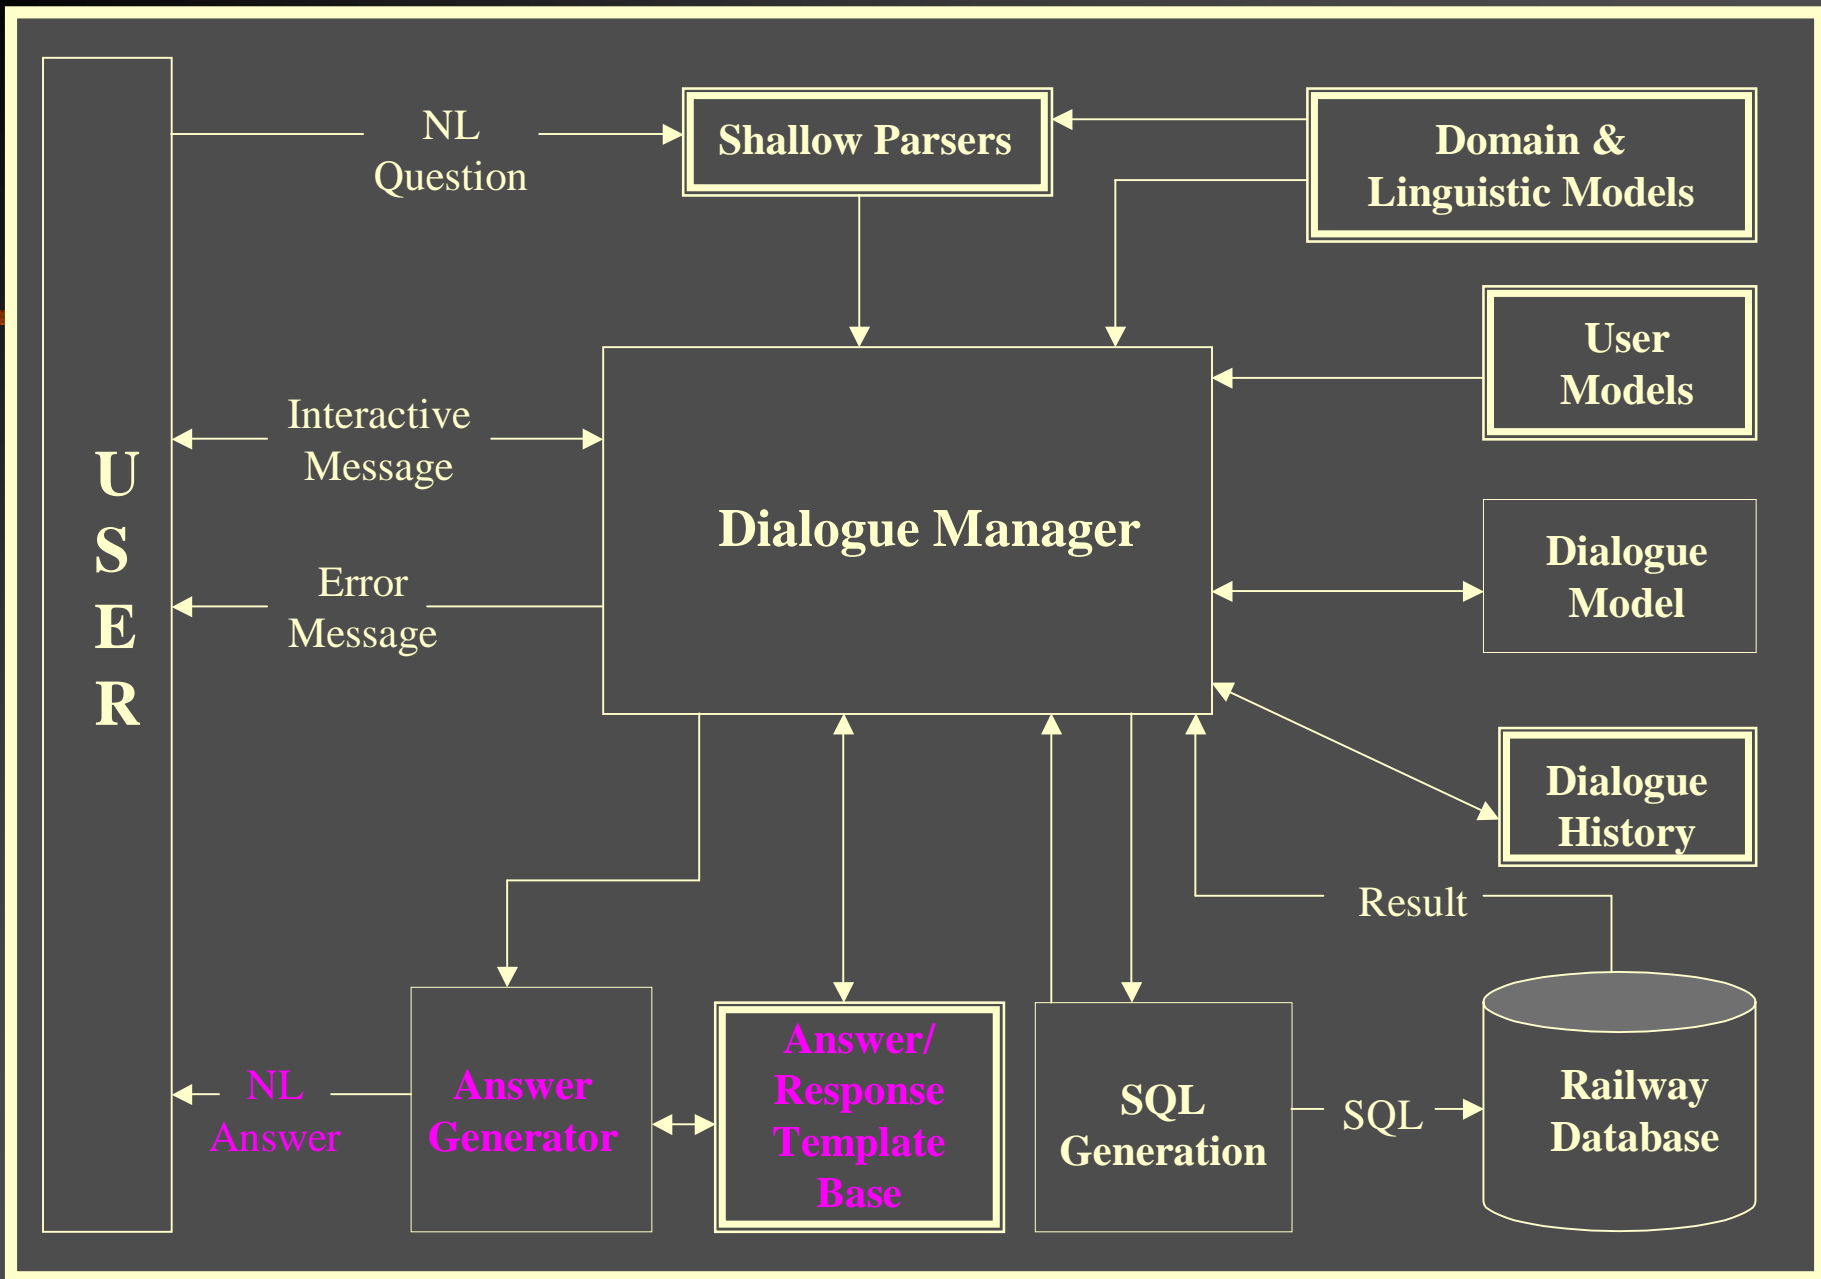 NL
Question
Shallow Parsers
Domain &
Linguistic Models
User
Models
Interactive
Message
U
S
E
R
Dialogue Manager
Error
Message
Dialogue
Model
Dialogue
History
Result
NL
Answer
Answer
Generator
Answer/
Response
Template
Base
SQL
Generation
SQL
Railway
Database